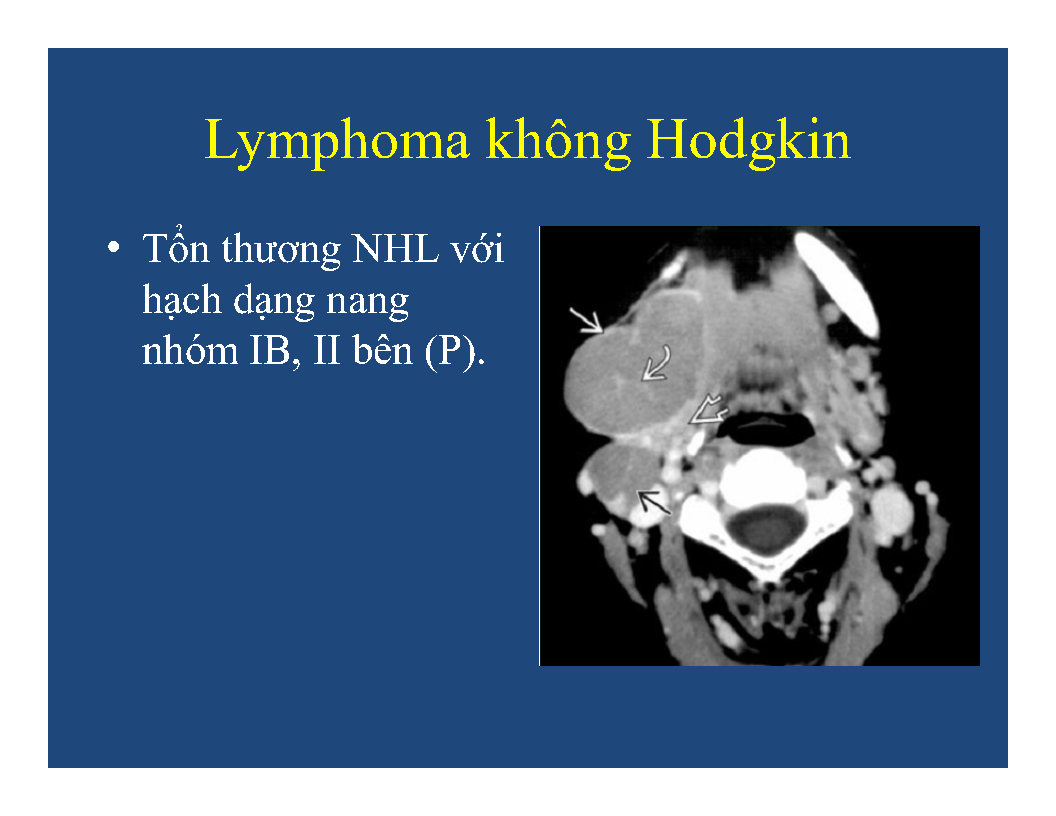 Lymphoma không Hodgkin
• Tổn thương NHL với
hạch dạng nang
nhóm IB, II bên (P).